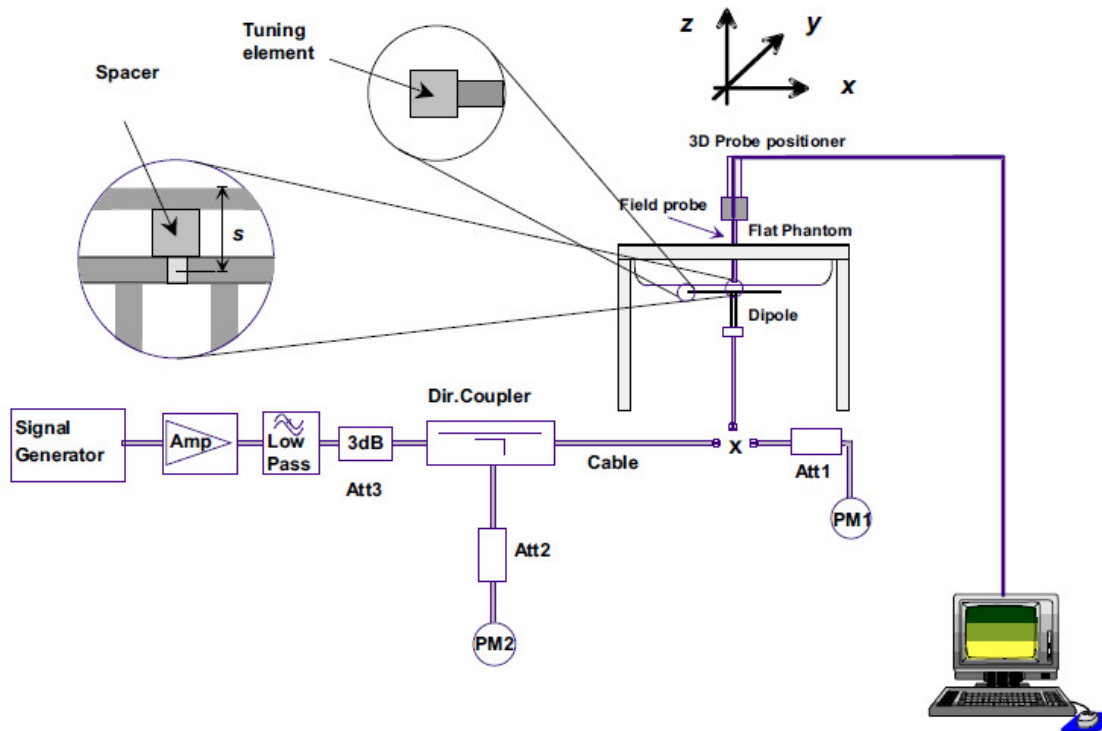 Tuning
element
z
y
x
Spacer
3D Probe positioner
Field probe
Flat Phantom
s
Dipole
Dir.Coupler
Signal
Generator
Amp
Low
Pass
3dB
Att3
Cable
X
Att1
PM1
Att2
PM2